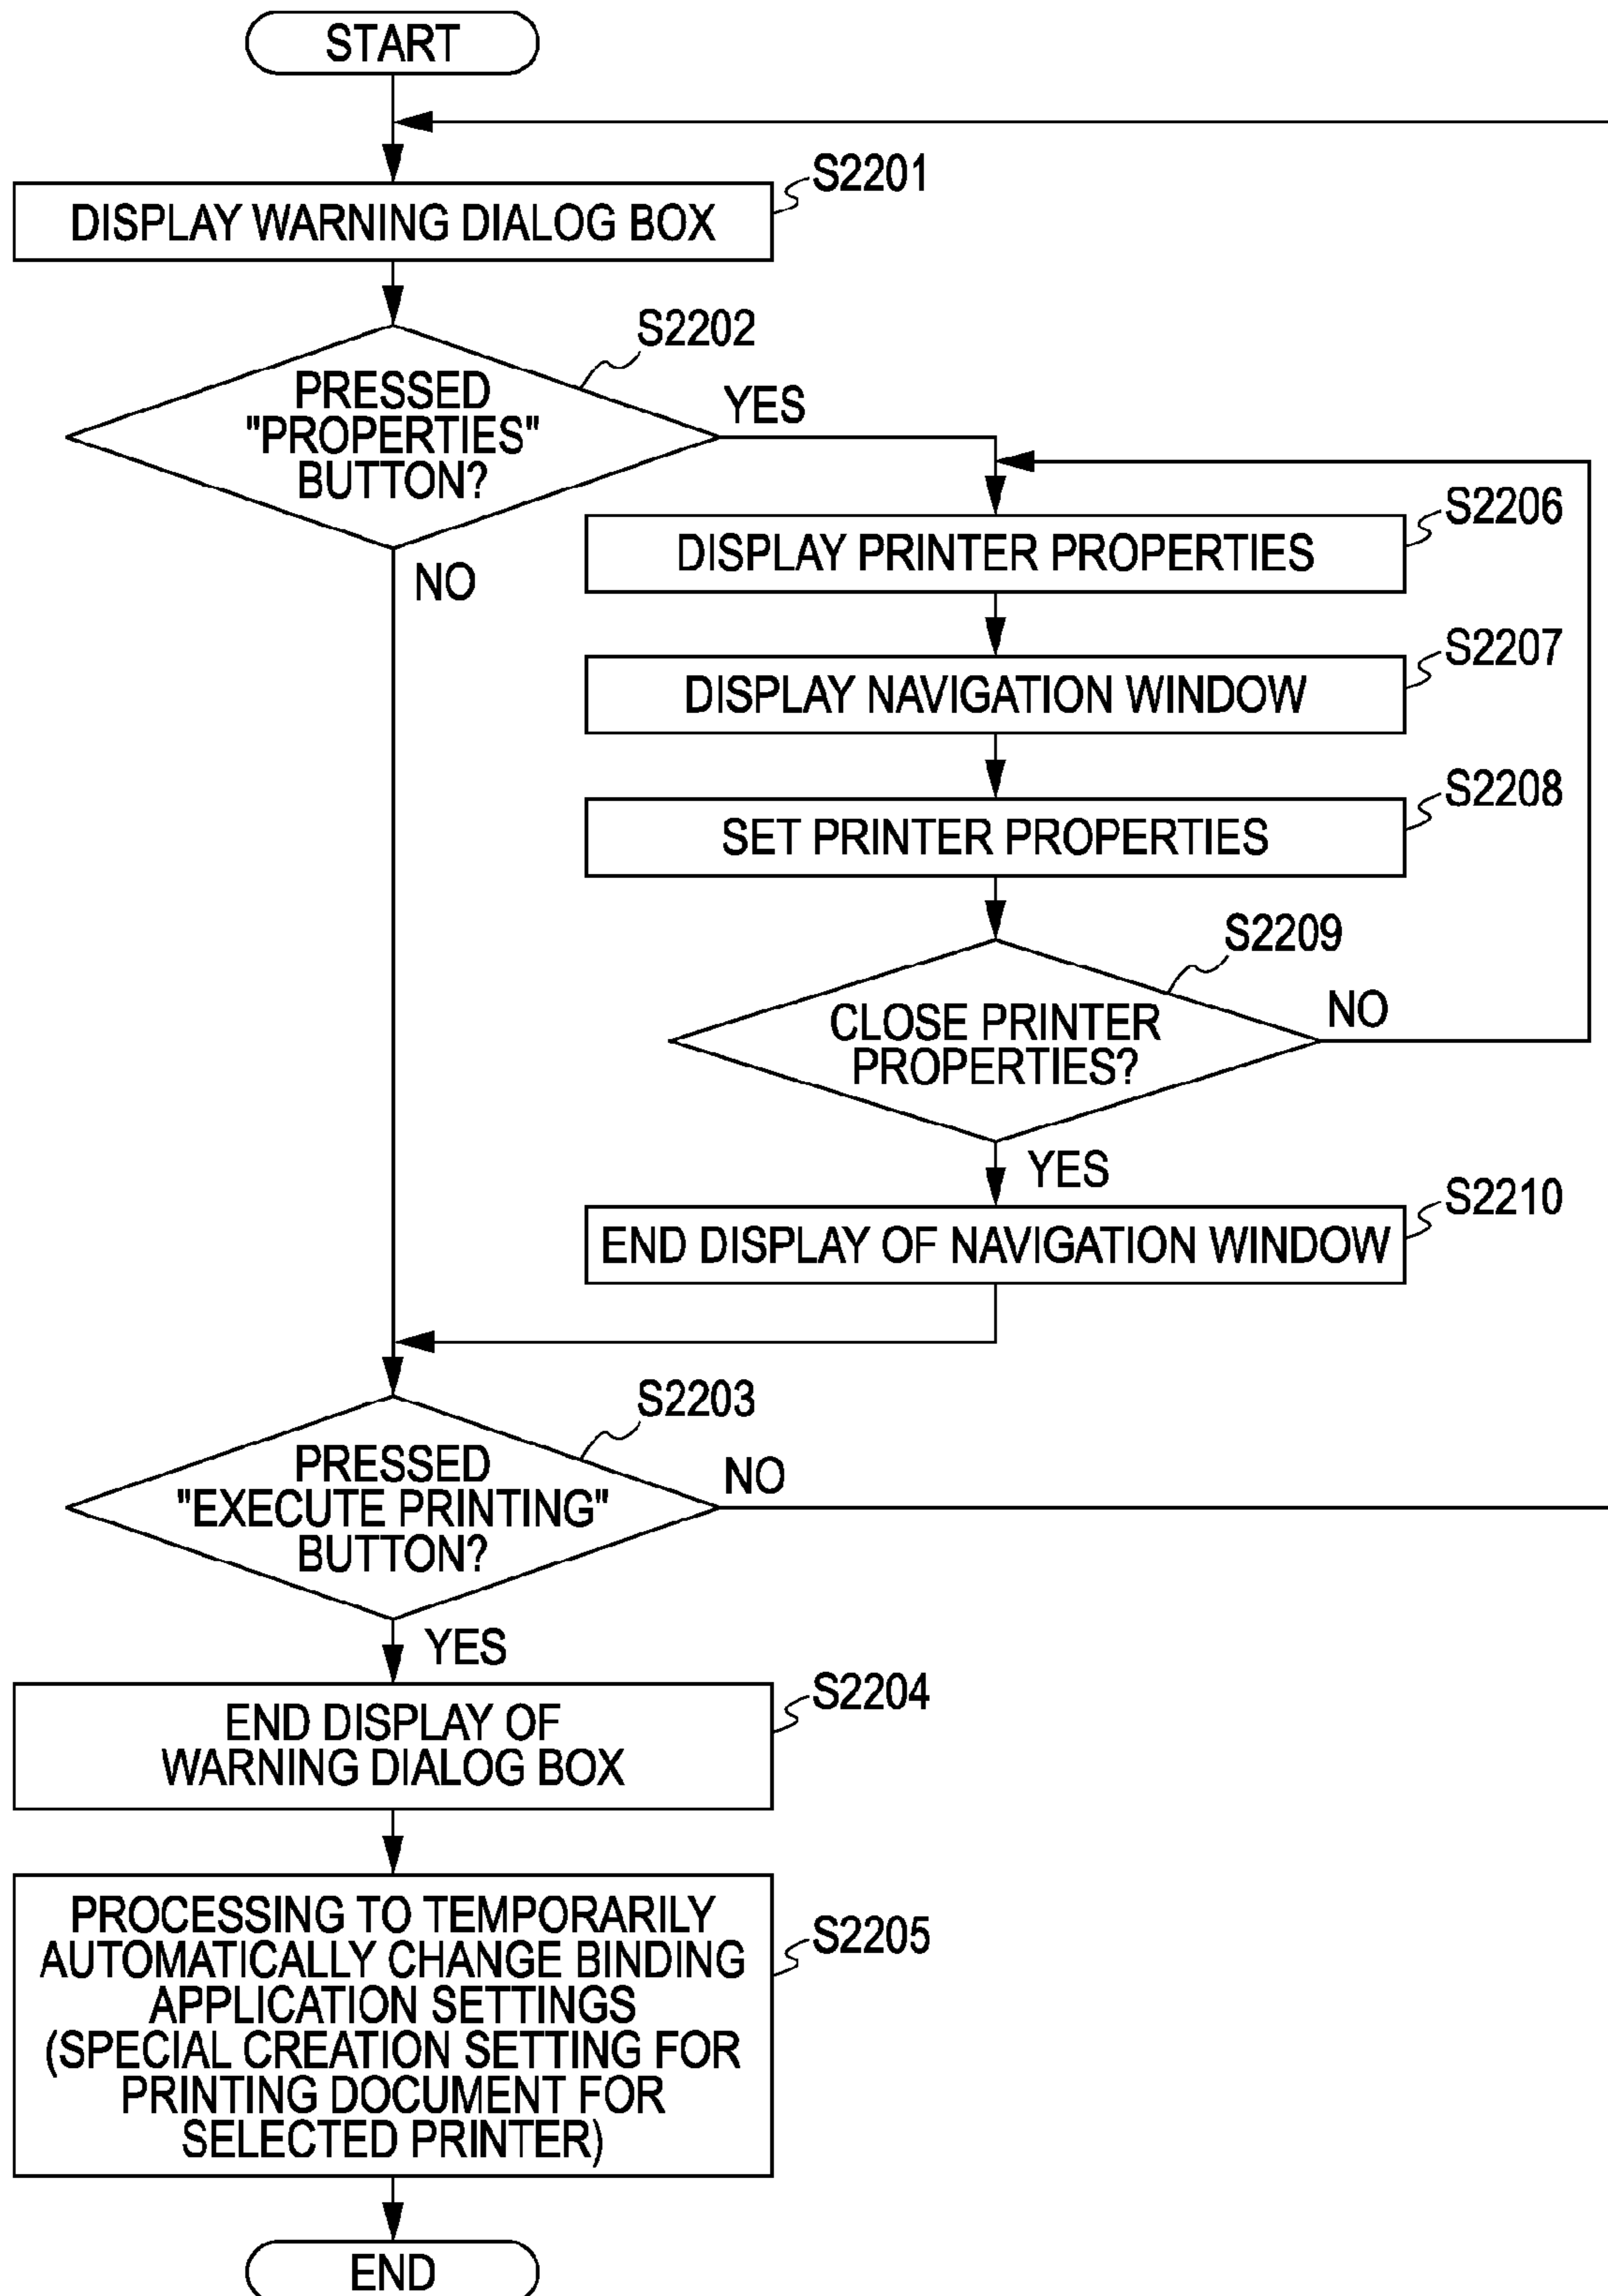 START
S2201
DISPLAY WARNING DIALOG BOX
S2202
PRESSED
"PROPERTIES"
BUTTON?
YES
NO
S2206
DISPLAY PRINTER PROPERTIES
S2207
DISPLAY NAVIGATION WINDOW
S2208
SET PRINTER PROPERTIES
S2209
CLOSE PRINTER
PROPERTIES?
NO
YES
S2210
END DISPLAY OF NAVIGATION WINDOW
S2203
PRESSED
"EXECUTE PRINTING"
BUTTON?
NO
YES
S2204
END DISPLAY OF
WARNING DIALOG BOX
S2205
PROCESSING TO TEMPORARILY
AUTOMATICALLY CHANGE BINDING
APPLICATION SETTINGS
(SPECIAL CREATION SETTING FOR
PRINTING DOCUMENT FOR
SELECTED PRINTER)
END